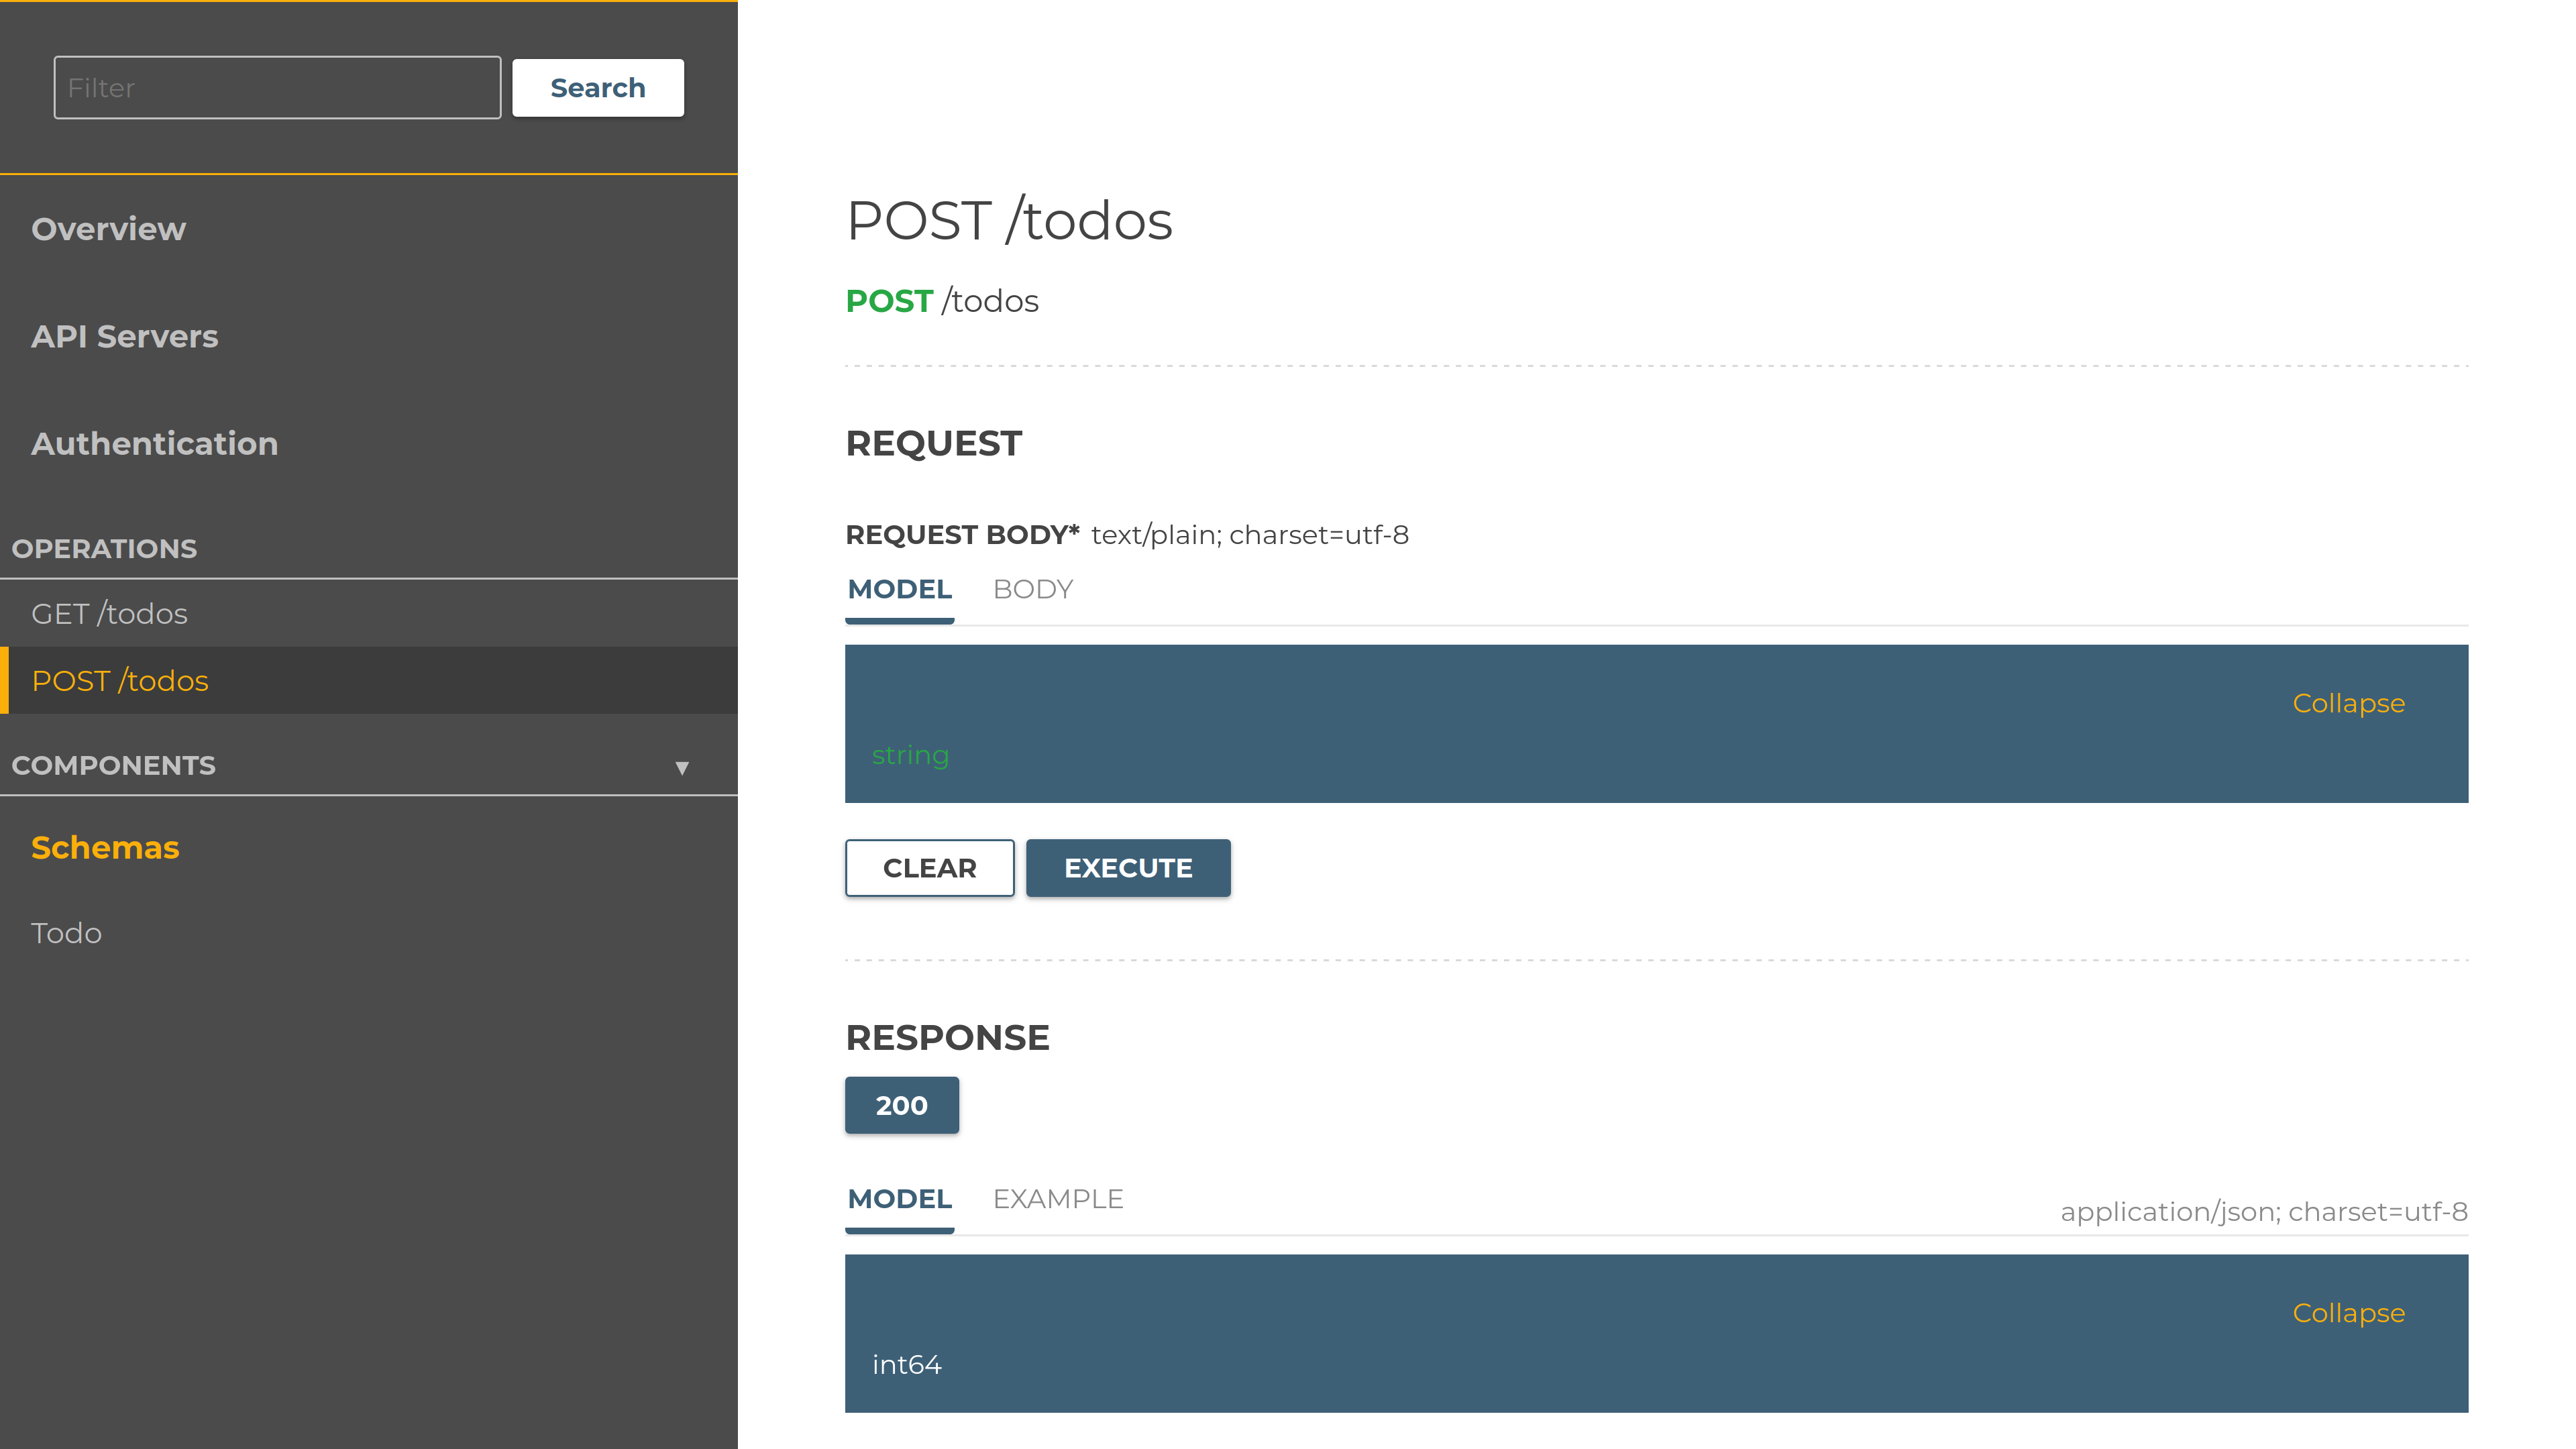 Filter
Search
Overview
API Servers
Authentication
OPERATIONS
GET /todos
POST /todos
COMPONENTS ▼
Schemas
Todo
POST /todos
POST /todos
REQUEST
REQUEST BODY* text/plain; charset=utf-8
MODEL BODY
Collapse
string
CLEAR EXECUTE
RESPONSE
200
MODEL EXAMPLE application/json; charset=utf-8
Collapse
int64